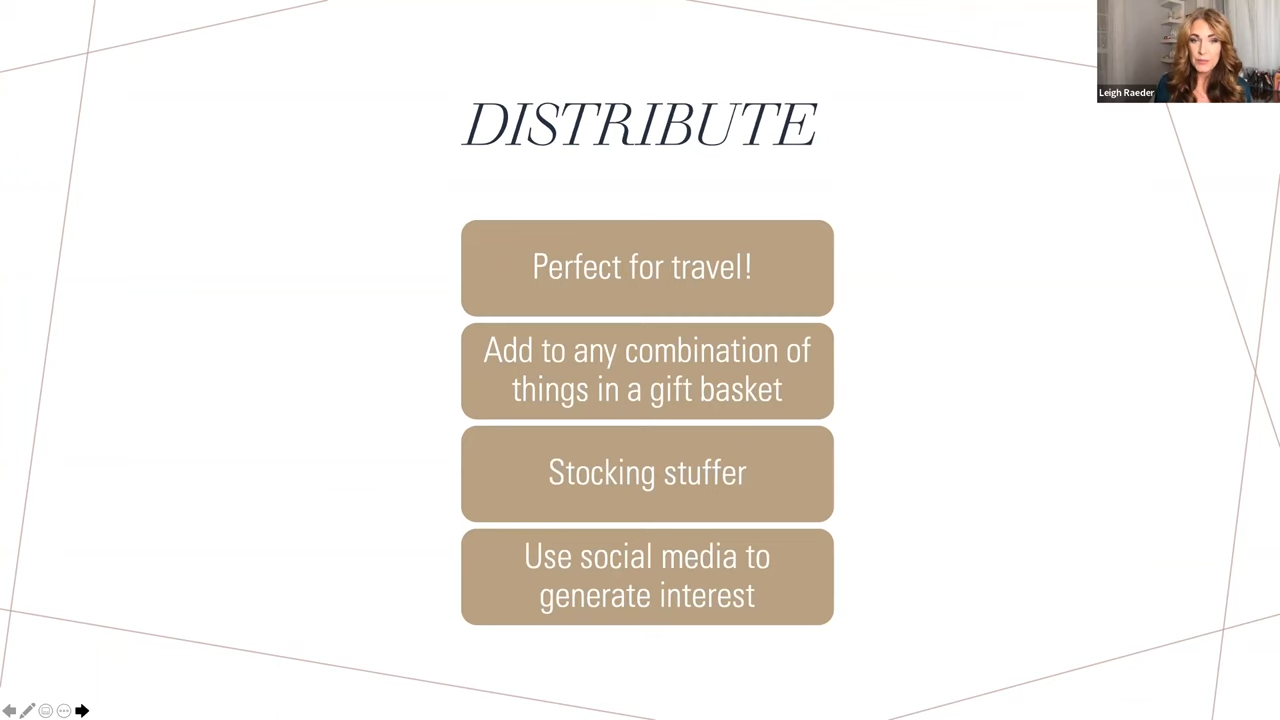 DISTRIBUTE
Leigh Raeder
Perfect for travel!
Add to any combination of
things in a gift basket
Stocking stuffer
Use social media to
generate interest